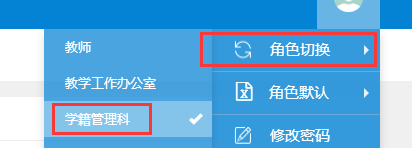 教师
教学工作办公室
学籍管理科
角色切换
角色默认
修改密码